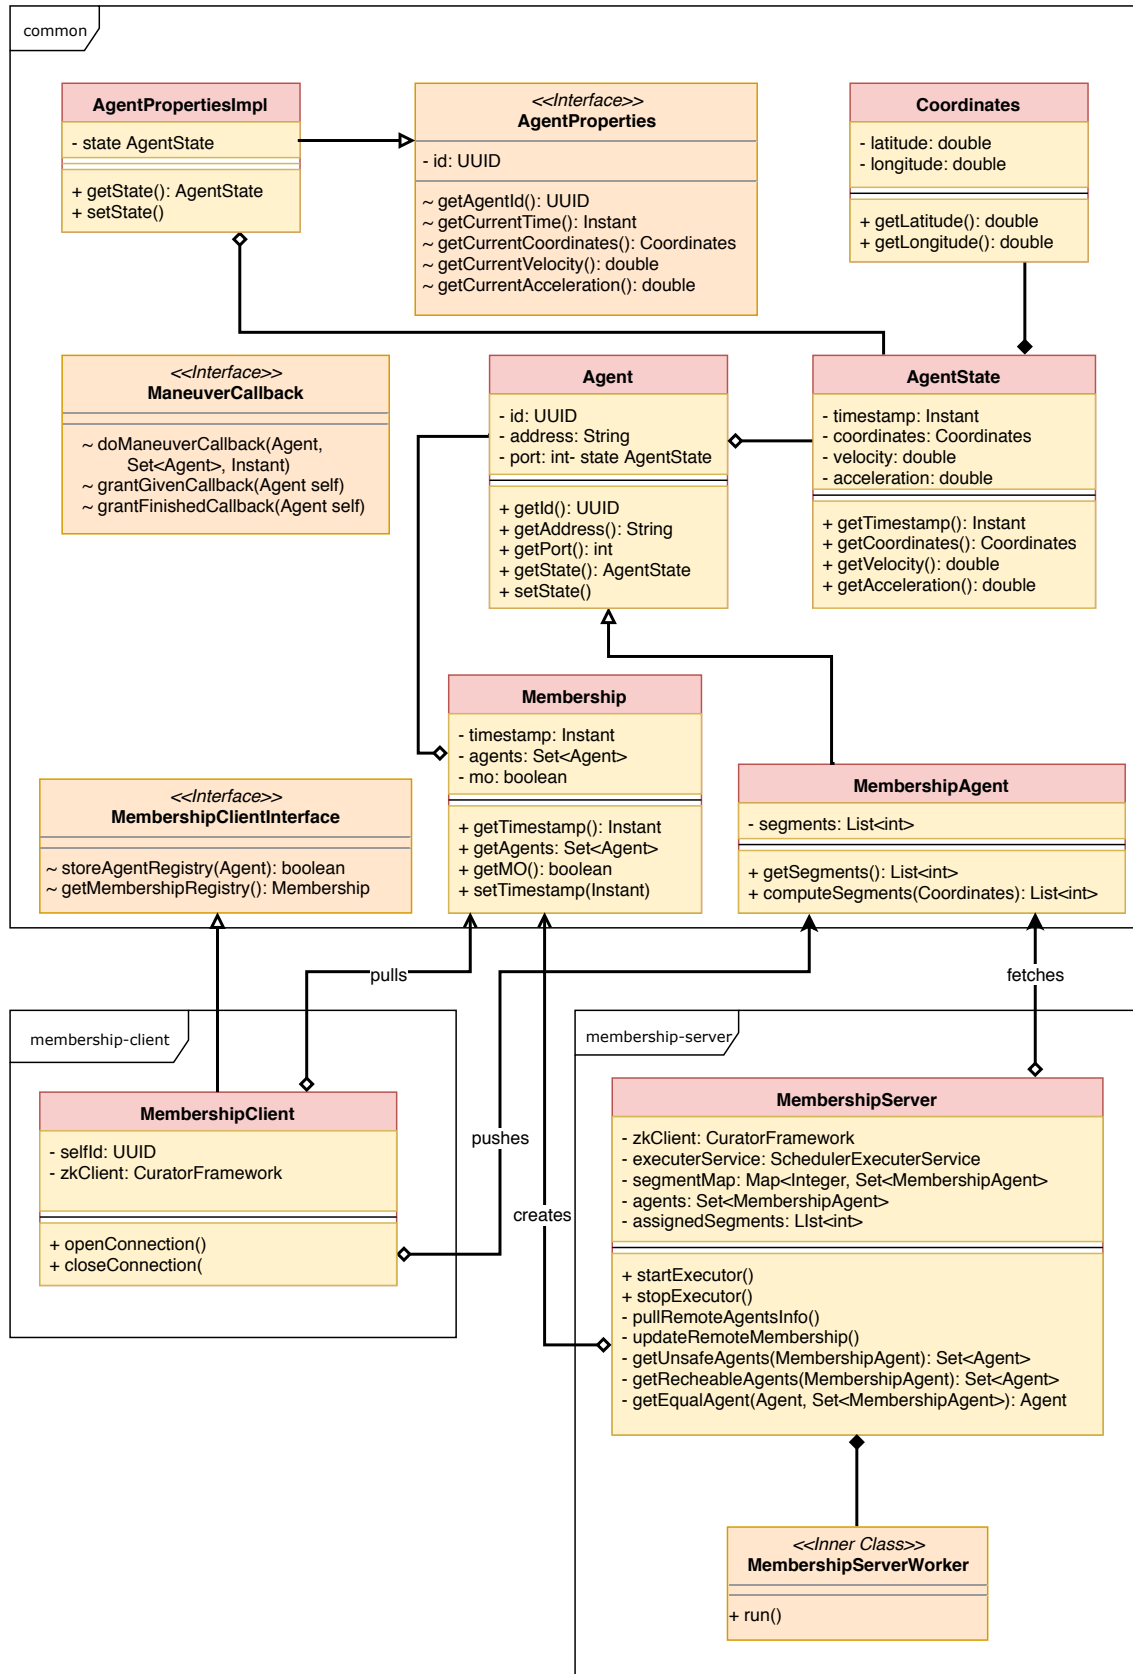 common
AgentPropertiesImpl
- state AgentState
+ getState(): AgentState
+ setState()
<<Interface>>
AgentProperties
- id: UUID
~ getAgentId(): UUID
~ getCurrentTime(): Instant
~ getCurrentCoordinates(): Coordinates
~ getCurrentVelocity(): double
~ getCurrentAcceleration(): double
Coordinates
- latitude: double
- longitude: double
+ getLatitude(): double
+ getLongitude(): double
<<Interface>>
ManeuverCallback
~ doManeuverCallback(Agent,
Set<Agent>, Instant)
~ grantGivenCallback(Agent self)
~ grantFinishedCallback(Agent self)
Agent
- id: UUID
- address: String
- port: int- state AgentState
+ getId(): UUID
+ getAddress(): String
+ getPort(): int
+ getState(): AgentState
+ setState()
AgentState
- timestamp: Instant
- coordinates: Coordinates
- velocity: double
- acceleration: double
+ getTimestamp(): Instant
+ getCoordinates(): Coordinates
+ getVelocity(): double
+ getAcceleration(): double
Membership
- timestamp: Instant
- agents: Set<Agent>
- mo: boolean
+ getTimestamp(): Instant
+ getAgents: Set<Agent>
+ getMO(): boolean
+ setTimestamp(Instant)
<<Interface>>
MembershipClientInterface
~ storeAgentRegistry(Agent): boolean
~ getMembershipRegistry(): Membership
MembershipAgent
- segments: List<int>
+ getSegments(): List<int>
+ computeSegments(Coordinates): List<int>
pulls
fetches
membership-client
MembershipClient
- selfId: UUID
- zkClient: CuratorFramework
+ openConnection()
+ closeConnection(
pushes
creates
membership-server
MembershipServer
- zkClient: CuratorFramework
- executerService: SchedulerExecuterService
- segmentMap: Map<Integer, Set<MembershipAgent>
- agents: Set<MembershipAgent>
- assignedSegments: LIst<int>
+ startExecutor()
+ stopExecutor()
- pullRemoteAgentsInfo()
- updateRemoteMembership()
- getUnsafeAgents(MembershipAgent): Set<Agent>
- getRecheableAgents(MembershipAgent): Set<Agent>
- getEqualAgent(Agent, Set<MembershipAgent>): Agent
<<Inner Class>>
MembershipServerWorker
+ run()